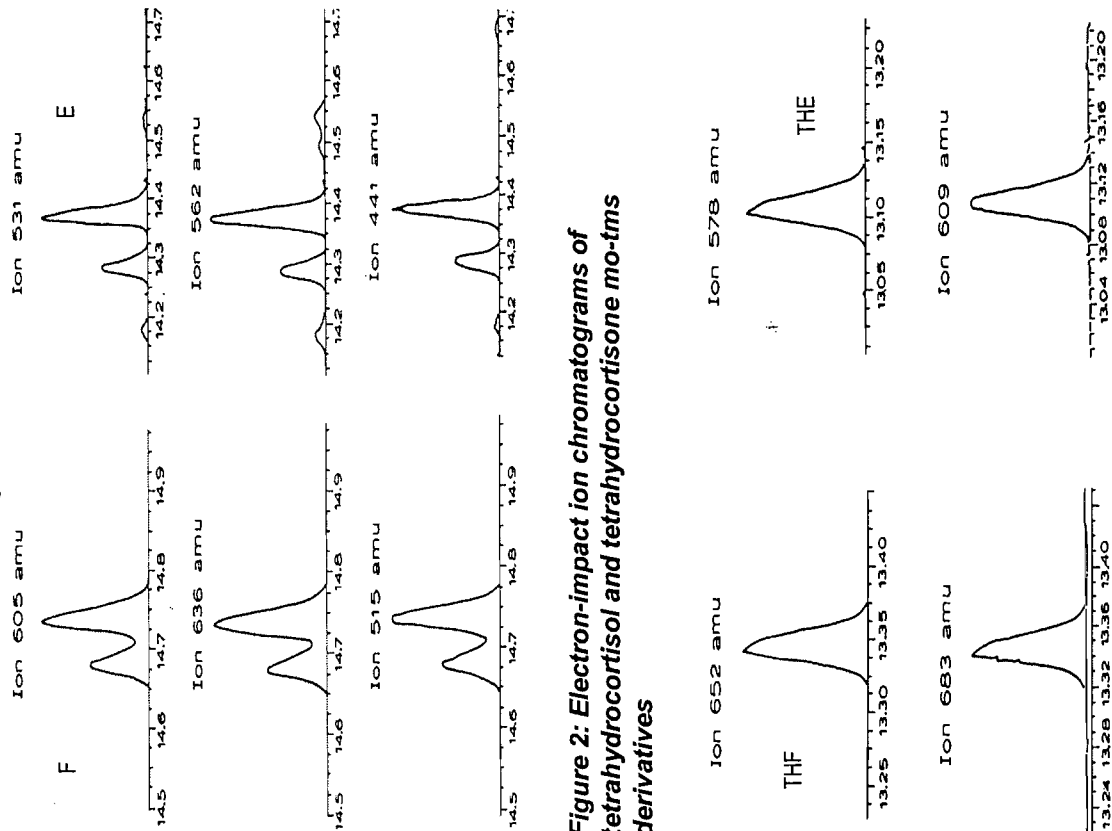 Ion 605 amu
F
14.5 14.6 14.7 14.8 14.9
Ion 531 amu
E
14.2 14.3 14.4 14.5 14.6 14.7
Ion 636 amu
14.5 14.6 14.7 14.8 14.9
Ion 562 amu
14.2 14.3 14.4 14.5 14.6
Ion 515 amu
14.5 14.6 14.7 14.8 14.9
Ion 441 amu
14.2 14.3 14.4 14.5 14.6
Figure 2: Electron-impact ion chromatograms of
tetrahydrocortisol and tetrahydrocortisone mo-tms
derivatives
Ion 652 amu
THF
13.25 13.30 13.35 13.40
Ion 578 amu
THE
13.05 13.10 13.15 13.20
Ion 683 amu
13.24 13.28 13.32 13.36 13.40
Ion 609 amu
13.04 13.08 13.12 13.16 13.20